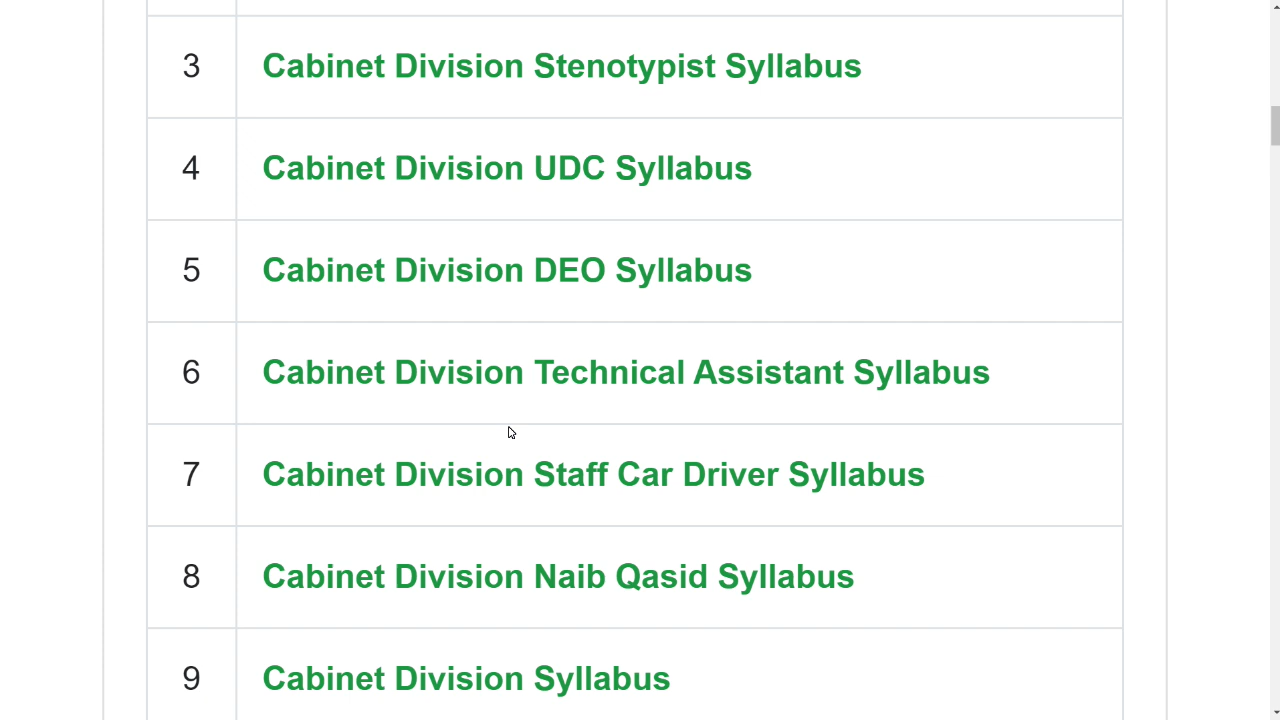 3 Cabinet Division Stenotypist Syllabus
4 Cabinet Division UDC Syllabus
5 Cabinet Division DEO Syllabus
6 Cabinet Division Technical Assistant Syllabus
7 Cabinet Division Staff Car Driver Syllabus
8 Cabinet Division Naib Qasid Syllabus
9 Cabinet Division Syllabus